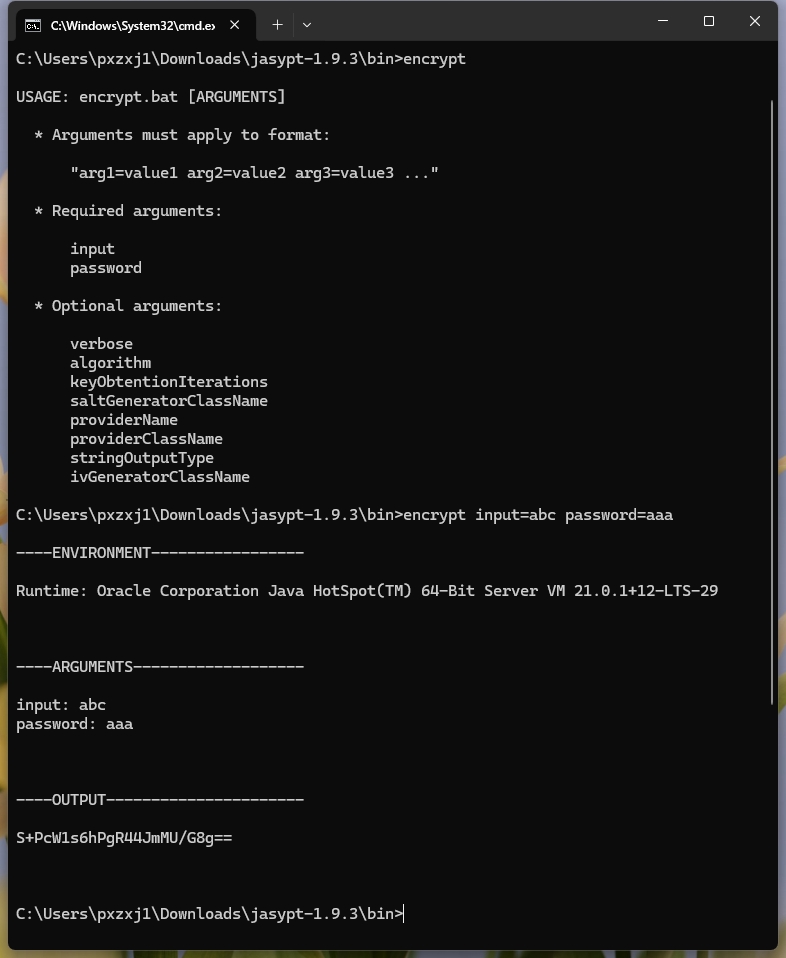 C:\Windows\System32\cmd.ex
C:\Users\pxzxj1\Downloads\jasypt-1.9.3\bin>encrypt
USAGE: encrypt.bat [ARGUMENTS]
* Arguments must apply to format:
"arg1=value1 arg2=value2 arg3=value3 ..."
* Required arguments:
input
password
* Optional arguments:
verbose
algorithm
keyObtentionIterations
saltGeneratorClassName
providerName
providerClassName
stringOutputType
ivGeneratorClassName
C:\Users\pxzxj1\Downloads\jasypt-1.9.3\bin>encrypt input=abc password=aaa
----ENVIRONMENT-----------------
Runtime: Oracle Corporation Java HotSpot(TM) 64-Bit Server VM 21.0.1+12-LTS-29
----ARGUMENTS-------------------
input: abc
password: aaa
----OUTPUT----------------------
S+PcW1s6hPgR44JmMU/G8g==
C:\Users\pxzxj1\Downloads\jasypt-1.9.3\bin>